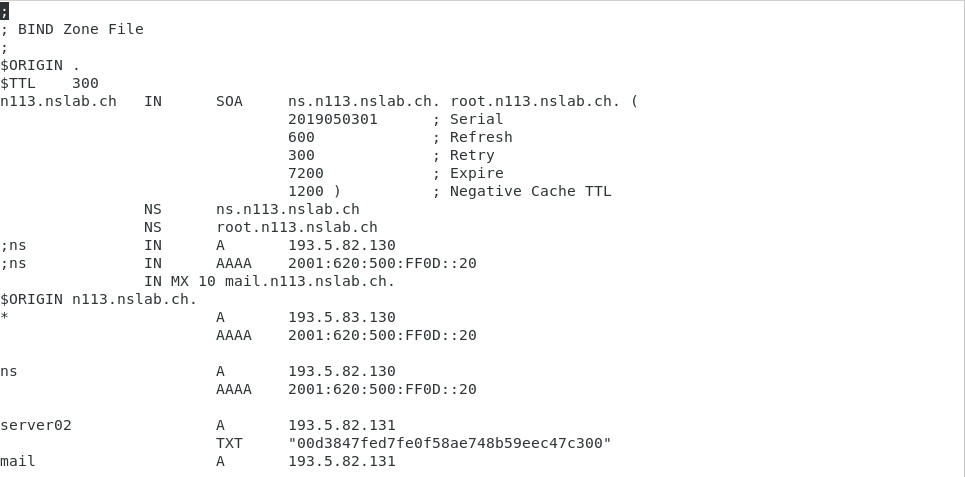 ;
; BIND Zone File
;
$ORIGIN .
$TTL    300
n113.nslab.ch   IN      SOA     ns.n113.nslab.ch. root.n113.nslab.ch. (
                                2019050301      ; Serial
                                600             ; Refresh
                                300             ; Retry
                                7200            ; Expire
                                1200 )          ; Negative Cache TTL
                NS      ns.n113.nslab.ch
                NS      root.n113.nslab.ch
;ns             IN      A       193.5.82.130
;ns             IN      AAAA    2001:620:500:FF0D::20
                IN MX 10 mail.n113.nslab.ch.
$ORIGIN n113.nslab.ch.
*                       A       193.5.83.130
                        AAAA    2001:620:500:FF0D::20

ns                      A       193.5.82.130
                        AAAA    2001:620:500:FF0D::20

server02                A       193.5.82.131
                        TXT     "00d3847fed7fe0f58ae748b59eec47c300"
mail                    A       193.5.82.131